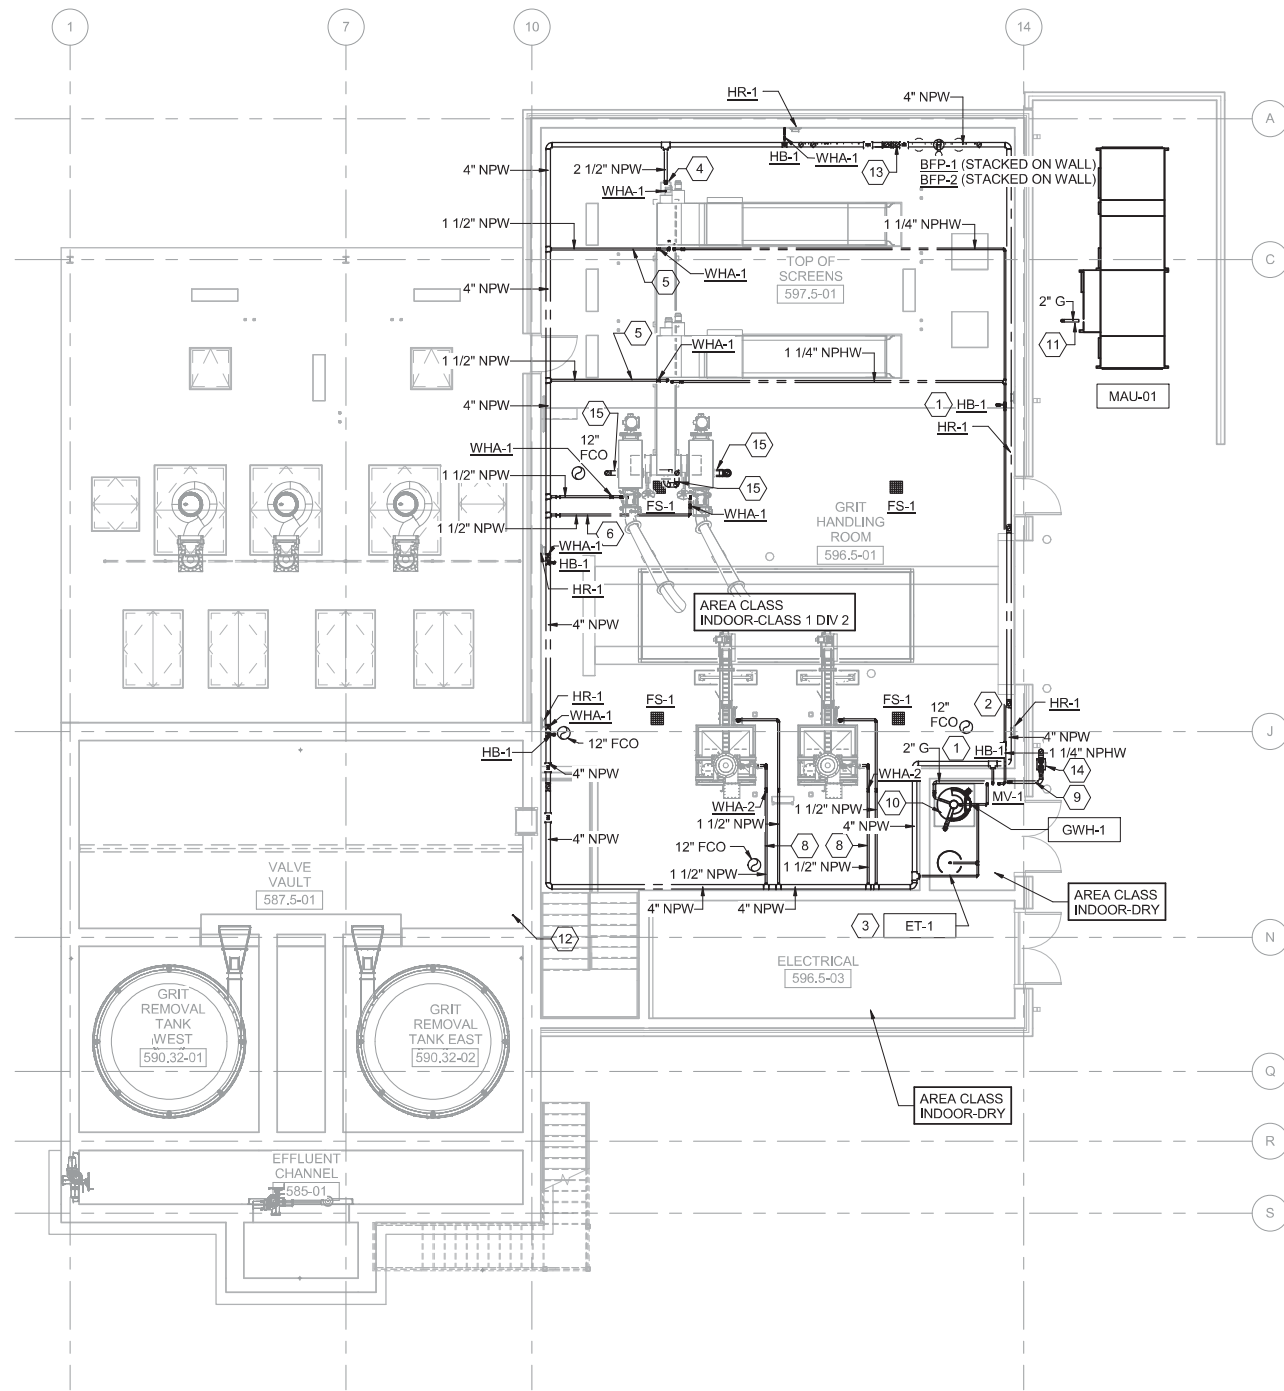 1
7
10
14
HR-1
4" NPW
A
HB-1
WHA-1
13
BFP-1 (STACKED ON WALL)
BFP-2 (STACKED ON WALL)
4" NPW
2 1/2" NPW
4
WHA-1
1 1/2" NPW
1 1/4" NPHW
C
TOP OF
SCREENS
597.5-01
WHA-1
5
4" NPW
2" G
11
5
WHA-1
1 1/2" NPW
1 1/4" NPHW
MAU-01
4" NPW
1
HB-1
HR-1
15
12"
FCO
15
WHA-1
1 1/2" NPW
15
FS-1
FS-1
WHA-1
GRIT
HANDLING
ROOM
596.5-01
1 1/2" NPW
6
WHA-1
HB-1
HR-1
AREA CLASS
INDOOR-CLASS 1 DIV 2
4" NPW
HR-1
WHA-1
FS-1
FS-1
12"
FCO
2
HR-1
J
12" FCO
HB-1
4" NPW
2" G
1
HB-1
1 1/4" NPHW
4" NPW
14
WHA-2
MV-1
9
WHA-2
10
1 1/2" NPW
1 1/2" NPW
4" NPW
GWH-1
4" NPW
12" FCO
8
8
1 1/2" NPW
1 1/2" NPW
VALVE
VAULT
587.5-01
AREA CLASS
INDOOR-DRY
4" NPW
4" NPW
3
ET-1
12
N
ELECTRICAL
596.5-03
GRIT
REMOVAL
TANK
WEST
590.32-01
GRIT
REMOVAL
TANK EAST
590.32-02
Q
AREA CLASS
INDOOR-DRY
R
EFFLUENT
CHANNEL
585-01
S